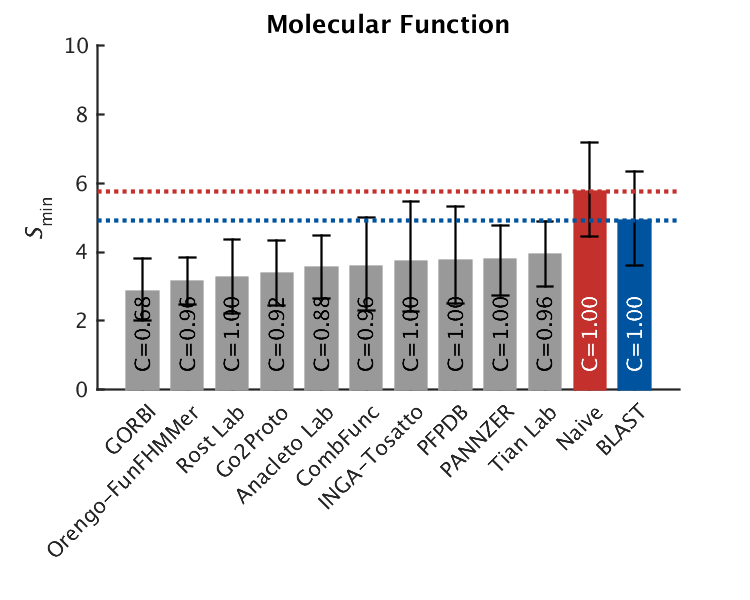 Molecular Function
10
8
6
4
2
0
Smin
C=0.68
C=0.96
C=1.00
C=0.92
C=0.88
C=0.96
C=1.00
C=1.00
C=1.00
C=0.96
C=1.00
C=1.00
GORBI
Orengo-FunFHMMer
Rost Lab
Go2Proto
Anacleto Lab
CombFunc
INGA-Tosatto
PFPDB
PANNZER
Tian Lab
Naive
BLAST